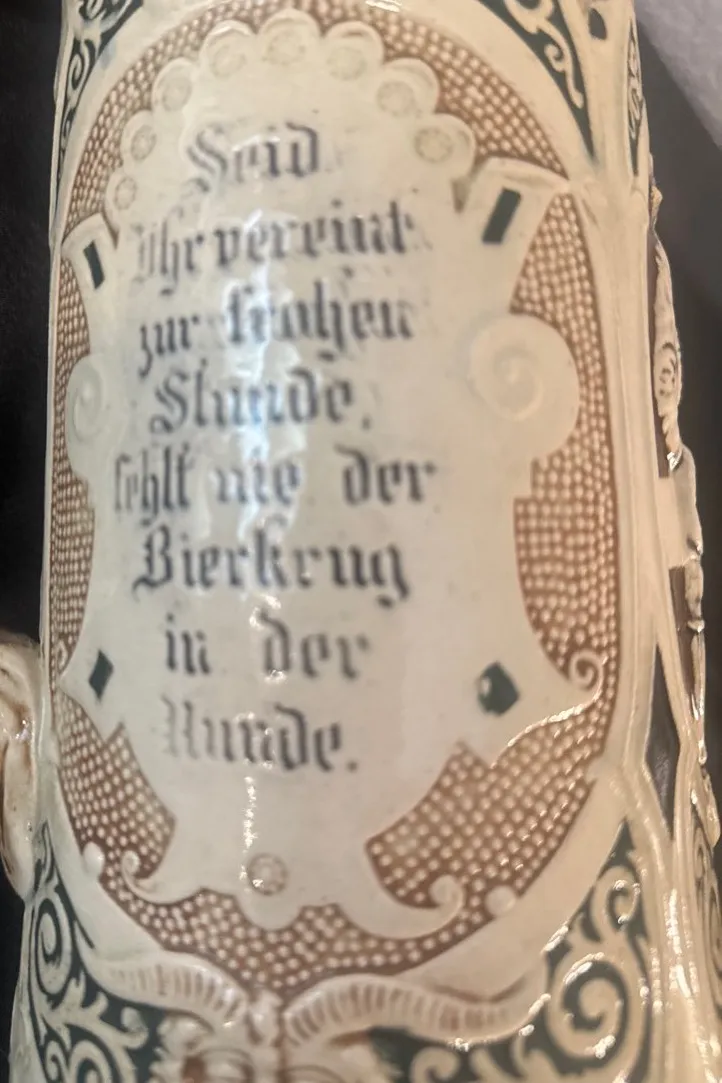 Seid
Ihr vereint
zur frohen
Stunde,
fehlt nie der
Bierkrug
in der
Runde.